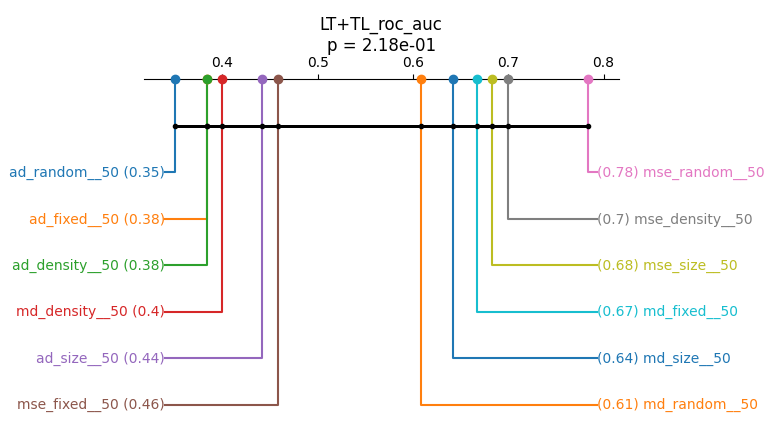 LT+TL_roc_auc
p = 2.18e-01
0.4 0.5 0.6 0.7 0.8
ad_random__50 (0.35)
(0.78) mse_random__50
ad_fixed__50 (0.38)
(0.7) mse_density__50
ad_density__50 (0.38)
(0.68) mse_size__50
md_density__50 (0.4)
(0.67) md_fixed__50
ad_size__50 (0.44)
(0.64) md_size__50
mse_fixed__50 (0.46)
(0.61) md_random__50